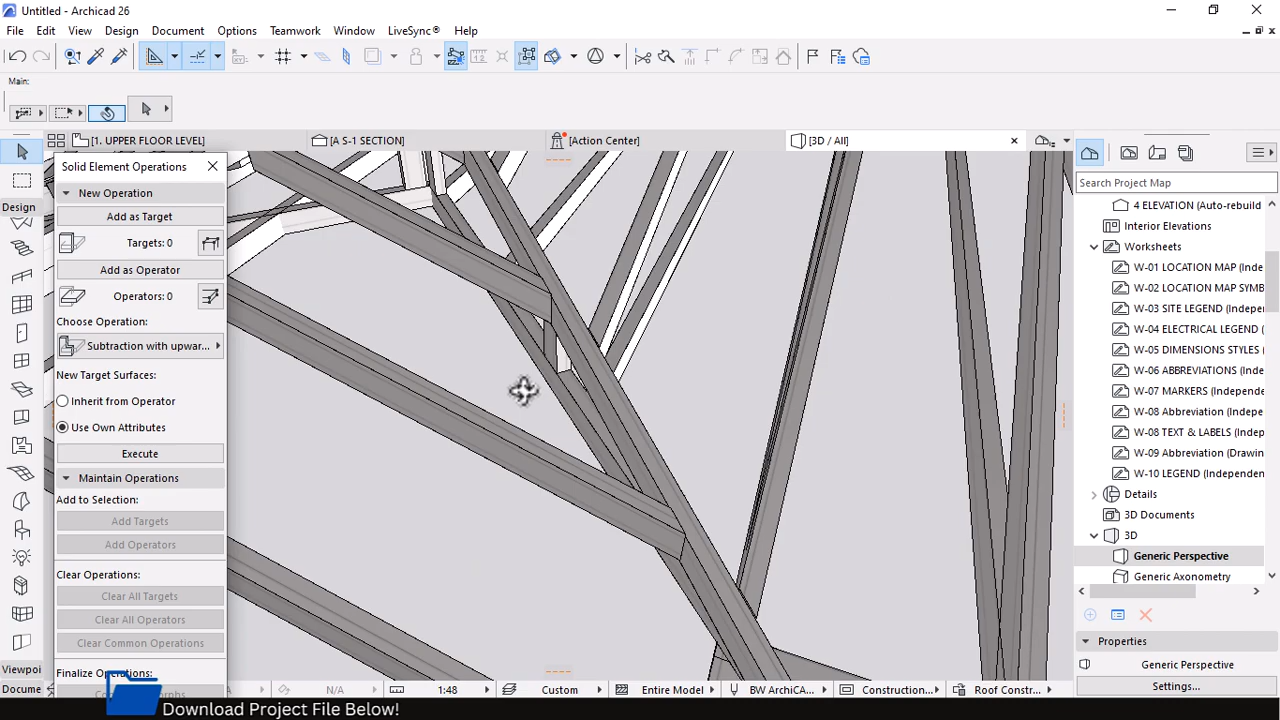 Untitled - Archicad 26
File Edit View Design Document Options Teamwork Window LiveSync® Help
Main:
[1. UPPER FLOOR LEVEL] [A S-1 SECTION] [Action Center] [3D / All]
Solid Element Operations
New Operation
Add as Target
Targets: 0
Add as Operator
Operators: 0
Choose Operation:
Subtraction with upwar...
New Target Surfaces:
Inherit from Operator
Use Own Attributes
Execute
Maintain Operations
Add to Selection:
Add Targets
Add Operators
Clear Operations:
Clear All Targets
Clear All Operators
Clear Common Operations
Finalize Operations:
Design
Viewpoi
Docume
Search Project Map
4 ELEVATION (Auto-rebuild
Interior Elevations
Worksheets
W-01 LOCATION MAP (Inde
W-02 LOCATION MAP SYMB
W-03 SITE LEGEND (Indepen
W-04 ELECTRICAL LEGEND (
W-05 DIMENSIONS STYLES (
W-06 ABBREVIATIONS (Inde
W-07 MARKERS (Independe
W-08 Abbreviation (Indepen
W-08 TEXT & LABELS (Indep
W-09 Abbreviation (Drawin
W-10 LEGEND (Independen
Details
3D Documents
3D
Generic Perspective
Generic Axonometry
Properties
Generic Perspective
Settings...
N/A 1:48 Custom Entire Model BW ArchiCA... Construction... Roof Constr...
Download Project File Below!